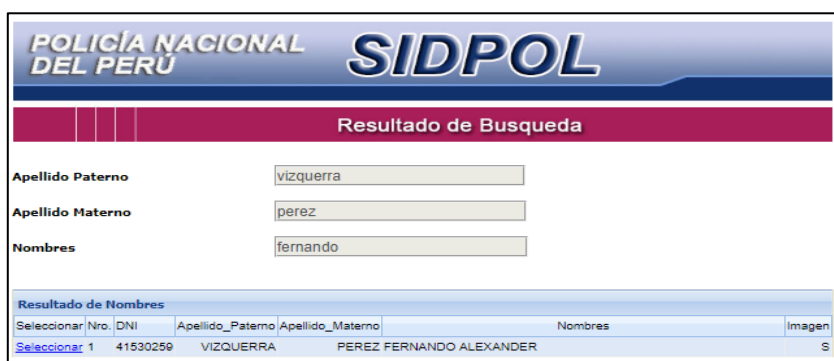 POLICÍA NACIONAL
DEL PERÚ
SIDPOL
Resultado de Busqueda
Apellido Paterno vizquerra
Apellido Materno perez
Nombres fernando
Resultado de Nombres
Seleccionar Nro. DNI Apellido_Paterno Apellido_Materno Nombres Imagen
Seleccionar 1 41530259 VIZQUERRA PEREZ FERNANDO ALEXANDER S